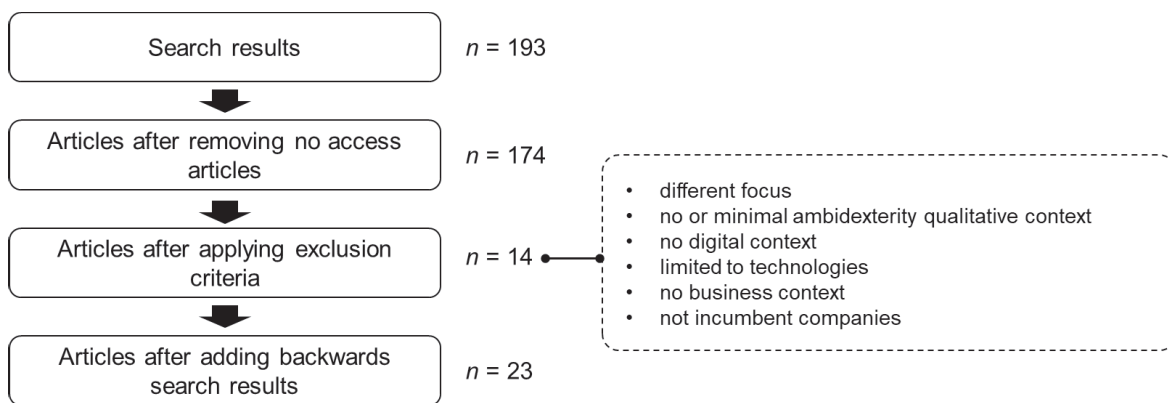 Search results
n = 193
Articles after removing no access
articles
n = 174
Articles after applying exclusion
criteria
n = 14
• different focus
• no or minimal ambidexterity qualitative context
• no digital context
• limited to technologies
• no business context
• not incumbent companies
Articles after adding backwards
search results
n = 23